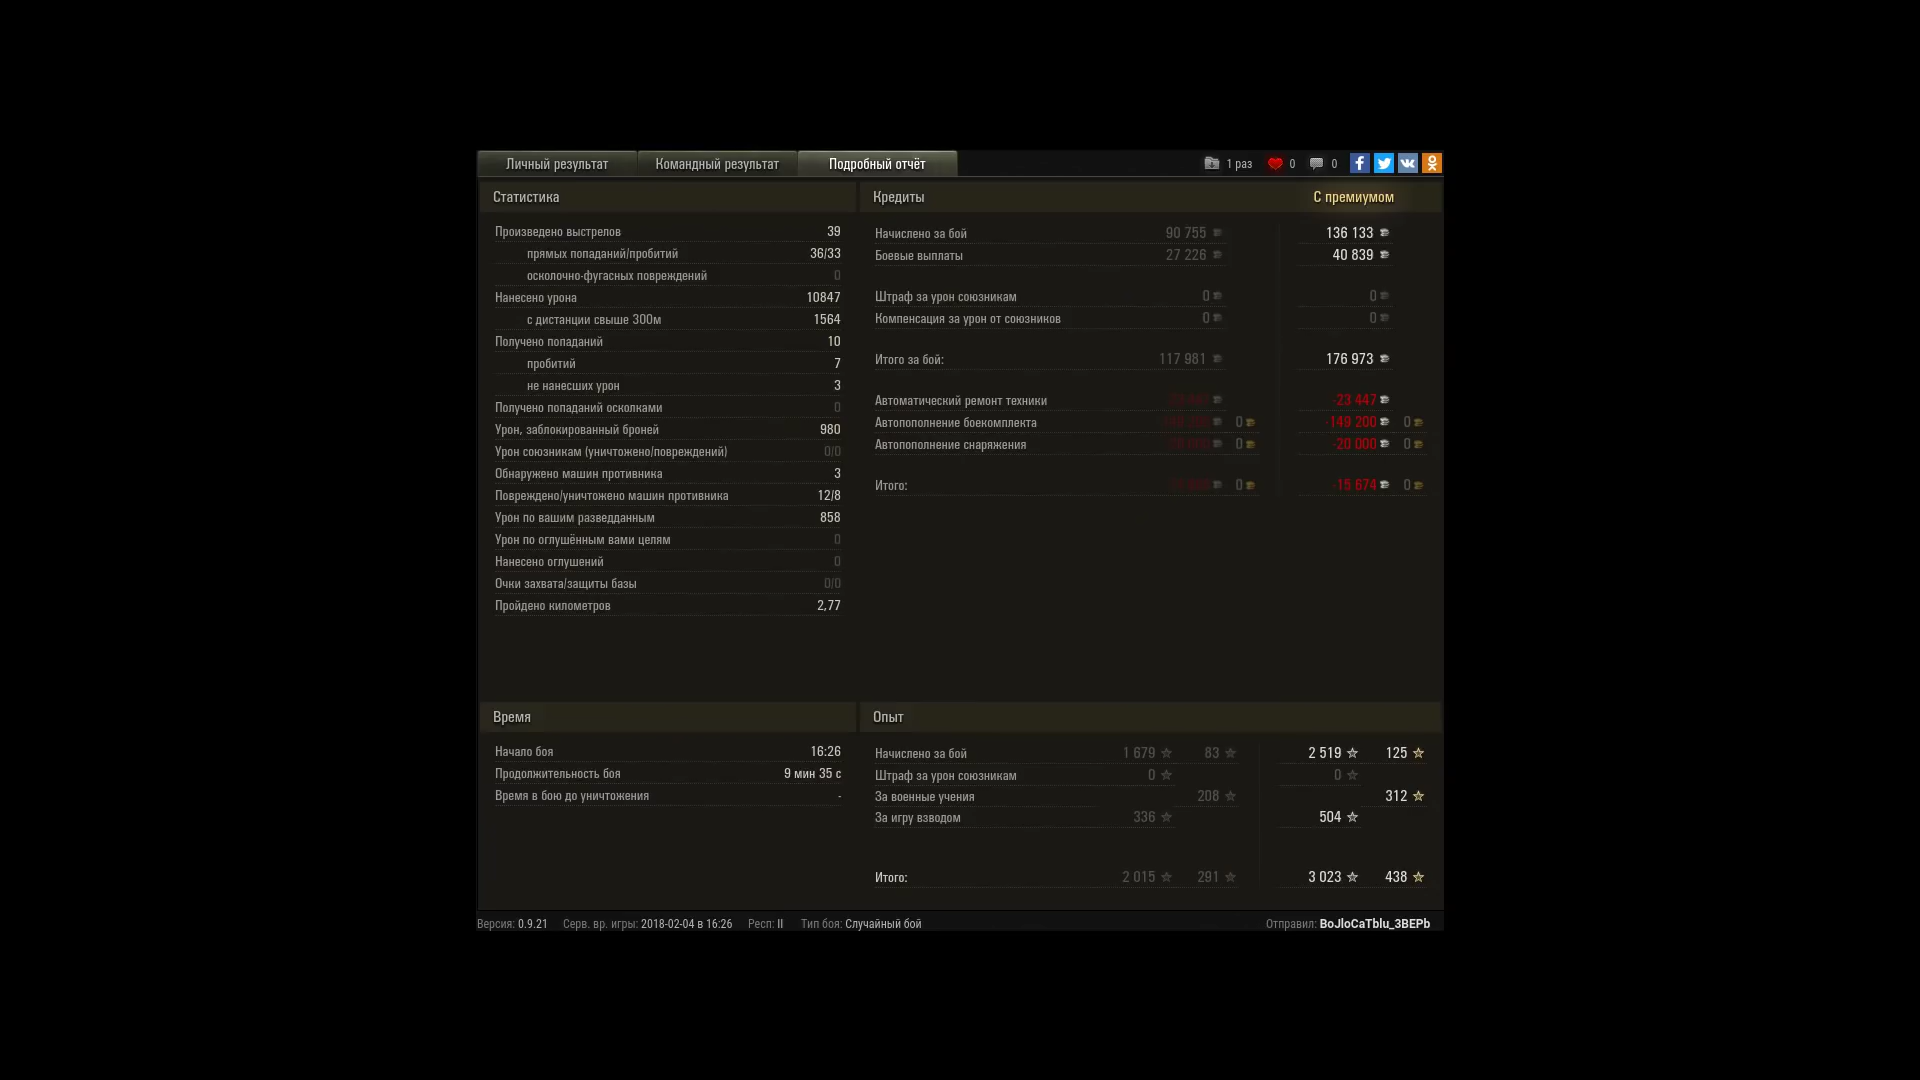 Личный результат Командный результат Подробный отчёт 1 раз 0 0
Статистика
Произведено выстрелов 39
прямых попаданий/пробитий 36/33
осколочно-фугасных повреждений 0
Нанесено урона 10847
с дистанции свыше 300м 1564
Получено попаданий 10
пробитий 7
не нанесших урон 3
Получено попаданий осколками 0
Урон, заблокированный броней 980
Урон союзникам (уничтожено/повреждений) 0/0
Обнаружено машин противника 3
Повреждено/уничтожено машин противника 12/8
Урон по вашим разведданным 858
Урон по оглушённым вами целям 0
Нанесено оглушений 0
Очки захвата/защиты базы 0/0
Пройдено километров 2,77
Кредиты С премиумом
Начислено за бой 90 755 136 133
Боевые выплаты 27 226 40 839
Штраф за урон союзникам 0 0
Компенсация за урон от союзников 0 0
Итого за бой: 117 981 176 973
Автоматический ремонт техники -23 447
Автопополнение боекомплекта 0 -149 200 0
Автопополнение снаряжения 0 -20 000 0
Итого: 0 -15 674 0
Время
Начало боя 16:26
Продолжительность боя 9 мин 35 с
Время в бою до уничтожения -
Опыт
Начислено за бой 1 679 83 2 519 125
Штраф за урон союзникам 0 0
За военные учения 208 312
За игру взводом 336 504
Итого: 2 015 291 3 023 438
Версия: 0.9.21 Серв. вр. игры: 2018-02-04 в 16:26 Респ: II Тип боя: Случайный бой Отправил: BoJloCaTblu_3BEPb